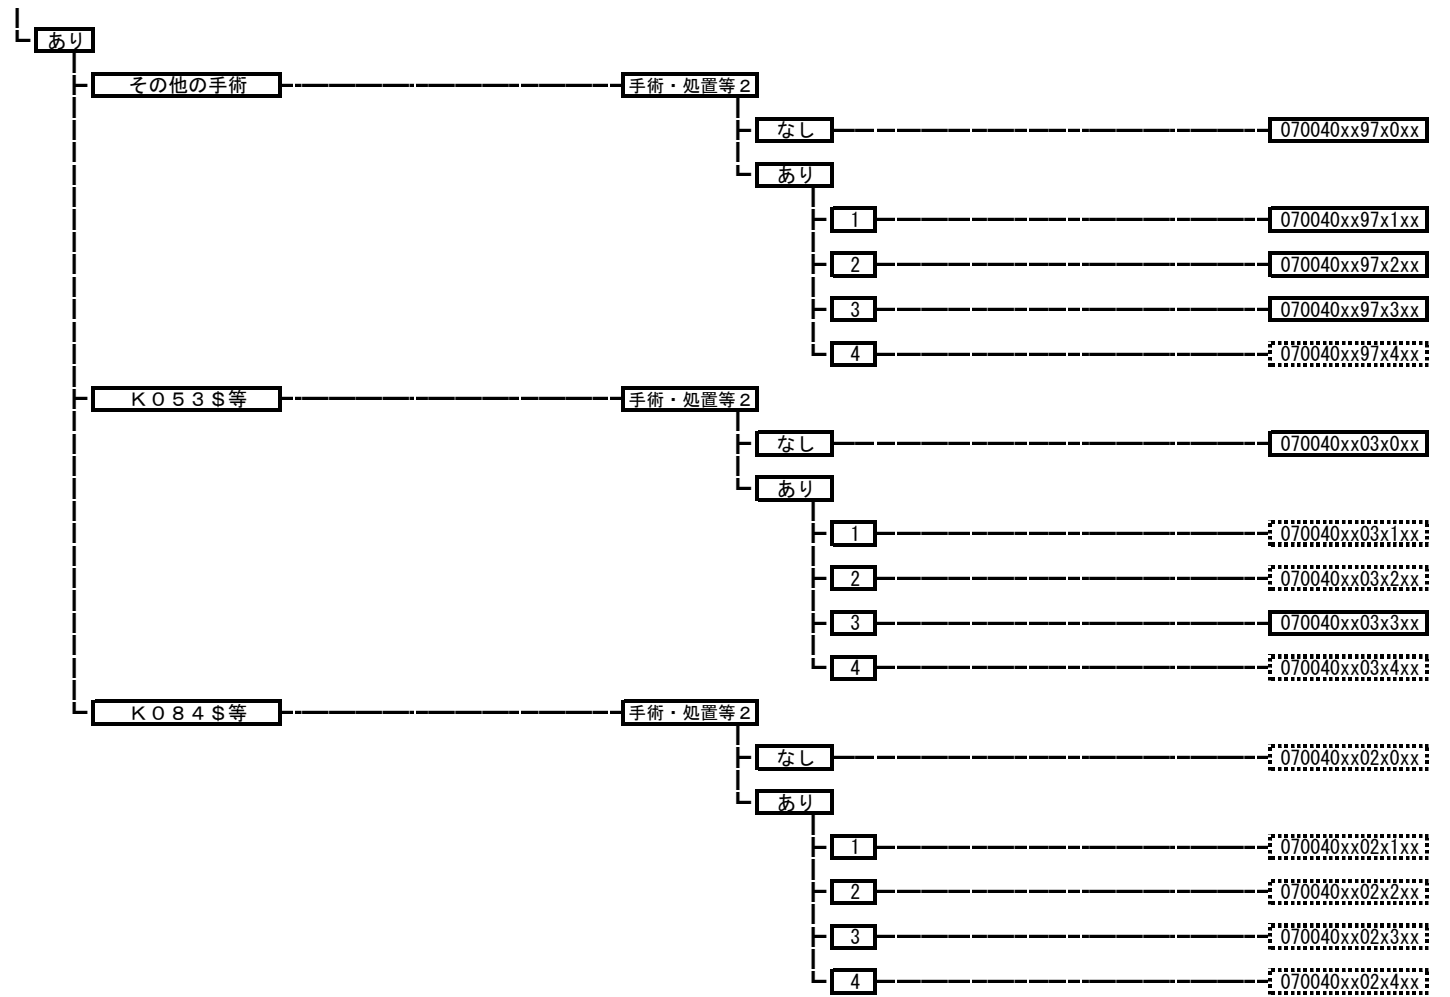 あり
その他の手術 手術・処置等２
なし 070040xx97x0xx
あり
1 070040xx97x1xx
2 070040xx97x2xx
3 070040xx97x3xx
4 070040xx97x4xx
Ｋ０５３＄等 手術・処置等２
なし 070040xx03x0xx
あり
1 070040xx03x1xx
2 070040xx03x2xx
3 070040xx03x3xx
4 070040xx03x4xx
Ｋ０８４＄等 手術・処置等２
なし 070040xx02x0xx
あり
1 070040xx02x1xx
2 070040xx02x2xx
3 070040xx02x3xx
4 070040xx02x4xx